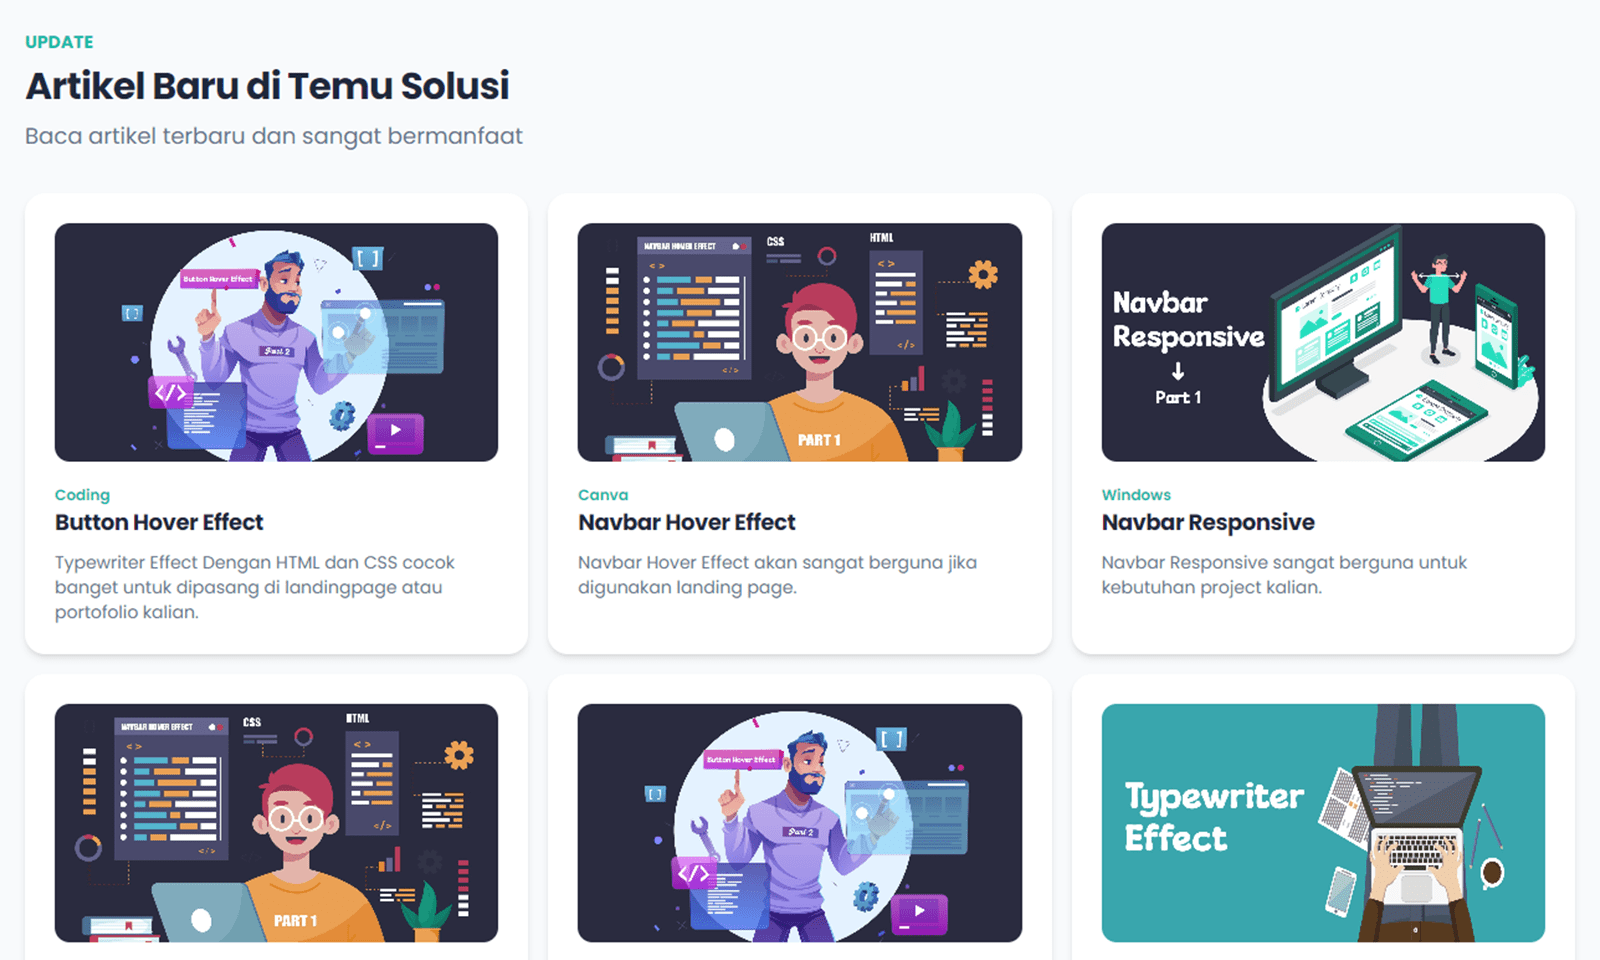 UPDATE
Artikel Baru di Temu Solusi
Baca artikel terbaru dan sangat bermanfaat
Button Hover Effect
[ ]
[ ]
Part 2
</>
NAVBAR HOVER EFFECT
CSS
HTML
< >
< >
</>
</>
PART 1
Navbar
Responsive
Part 1
Coding
Button Hover Effect
Typewriter Effect Dengan HTML dan CSS cocok
banget untuk dipasang di landingpage atau
portofolio kalian.
Canva
Navbar Hover Effect
Navbar Hover Effect akan sangat berguna jika
digunakan landing page.
Windows
Navbar Responsive
Navbar Responsive sangat berguna untuk
kebutuhan project kalian.
NAVBAR HOVER EFFECT
CSS
HTML
< >
< >
</>
</>
PART 1
Button Hover Effect
[ ]
[ ]
Part 2
</>
Typewriter
Effect